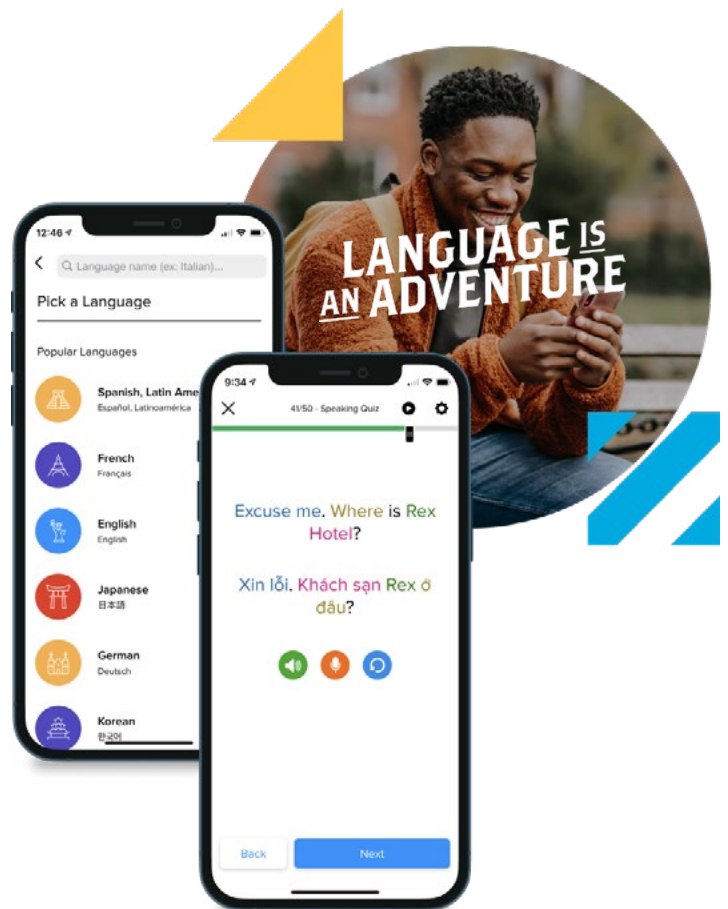 LANGUAGE IS
AN ADVENTURE
12:46
Language name (ex: Italian)...
Pick a Language
Popular Languages
Spanish, Latin Ame
Español, Latinoamérica
French
Français
English
English
Japanese
日本語
German
Deutsch
Korean
한국어
9:34
41/50 - Speaking Quiz
Excuse me. Where is Rex
Hotel?
Xin lỗi. Khách sạn Rex ở
đâu?
Back
Next